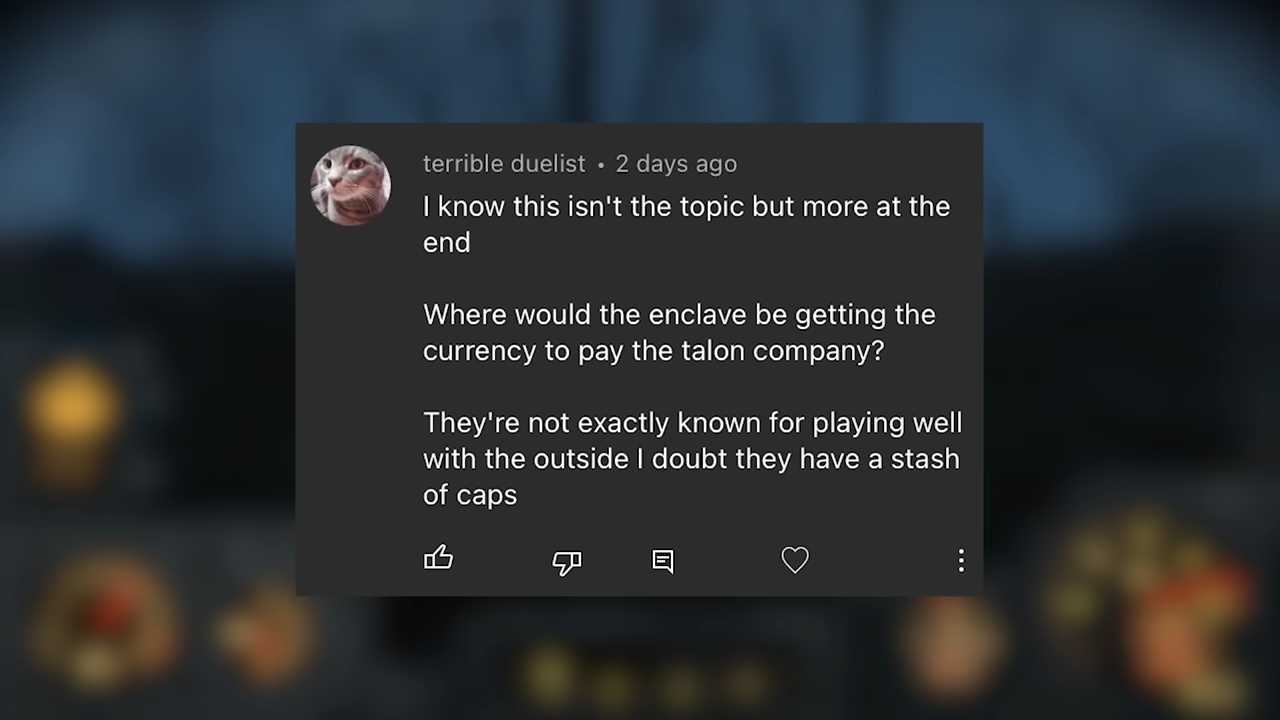 terrible duelist • 2 days ago
I know this isn't the topic but more at the
end
Where would the enclave be getting the
currency to pay the talon company?
They're not exactly known for playing well
with the outside I doubt they have a stash
of caps